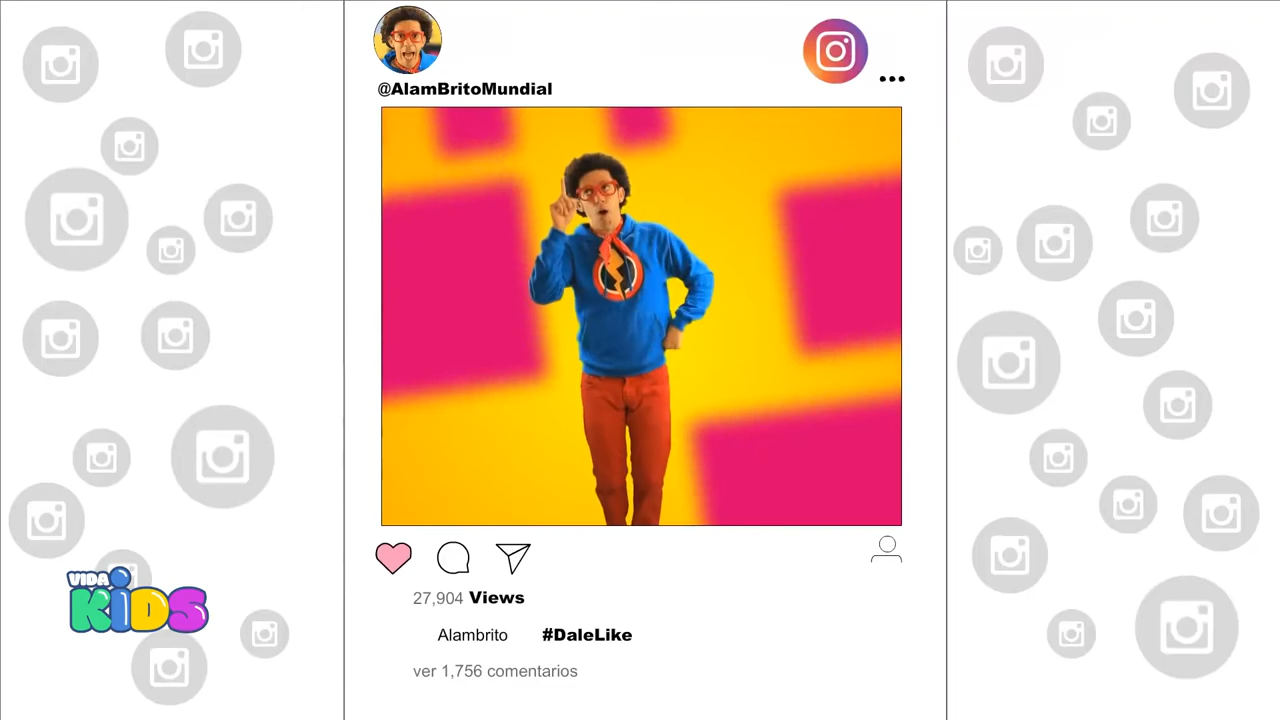 @AlamBritoMundial
27,904 Views
Alambrito #DaleLike
ver 1,756 comentarios
VIDA
KiDS